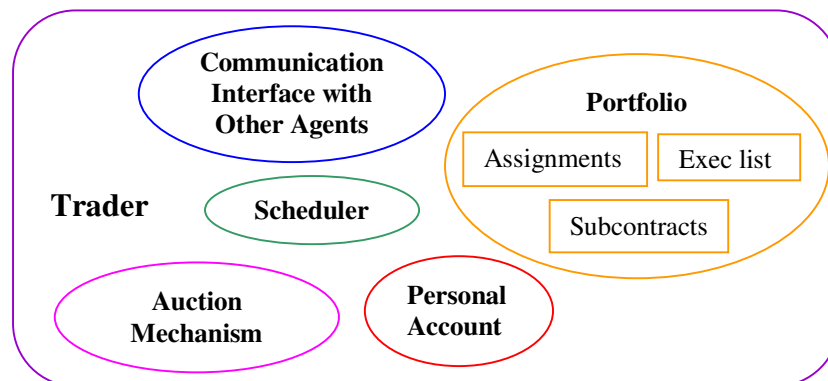 Communication
Interface with
Other Agents
Portfolio
Assignments
Exec list
Subcontracts
Trader
Scheduler
Auction
Mechanism
Personal
Account